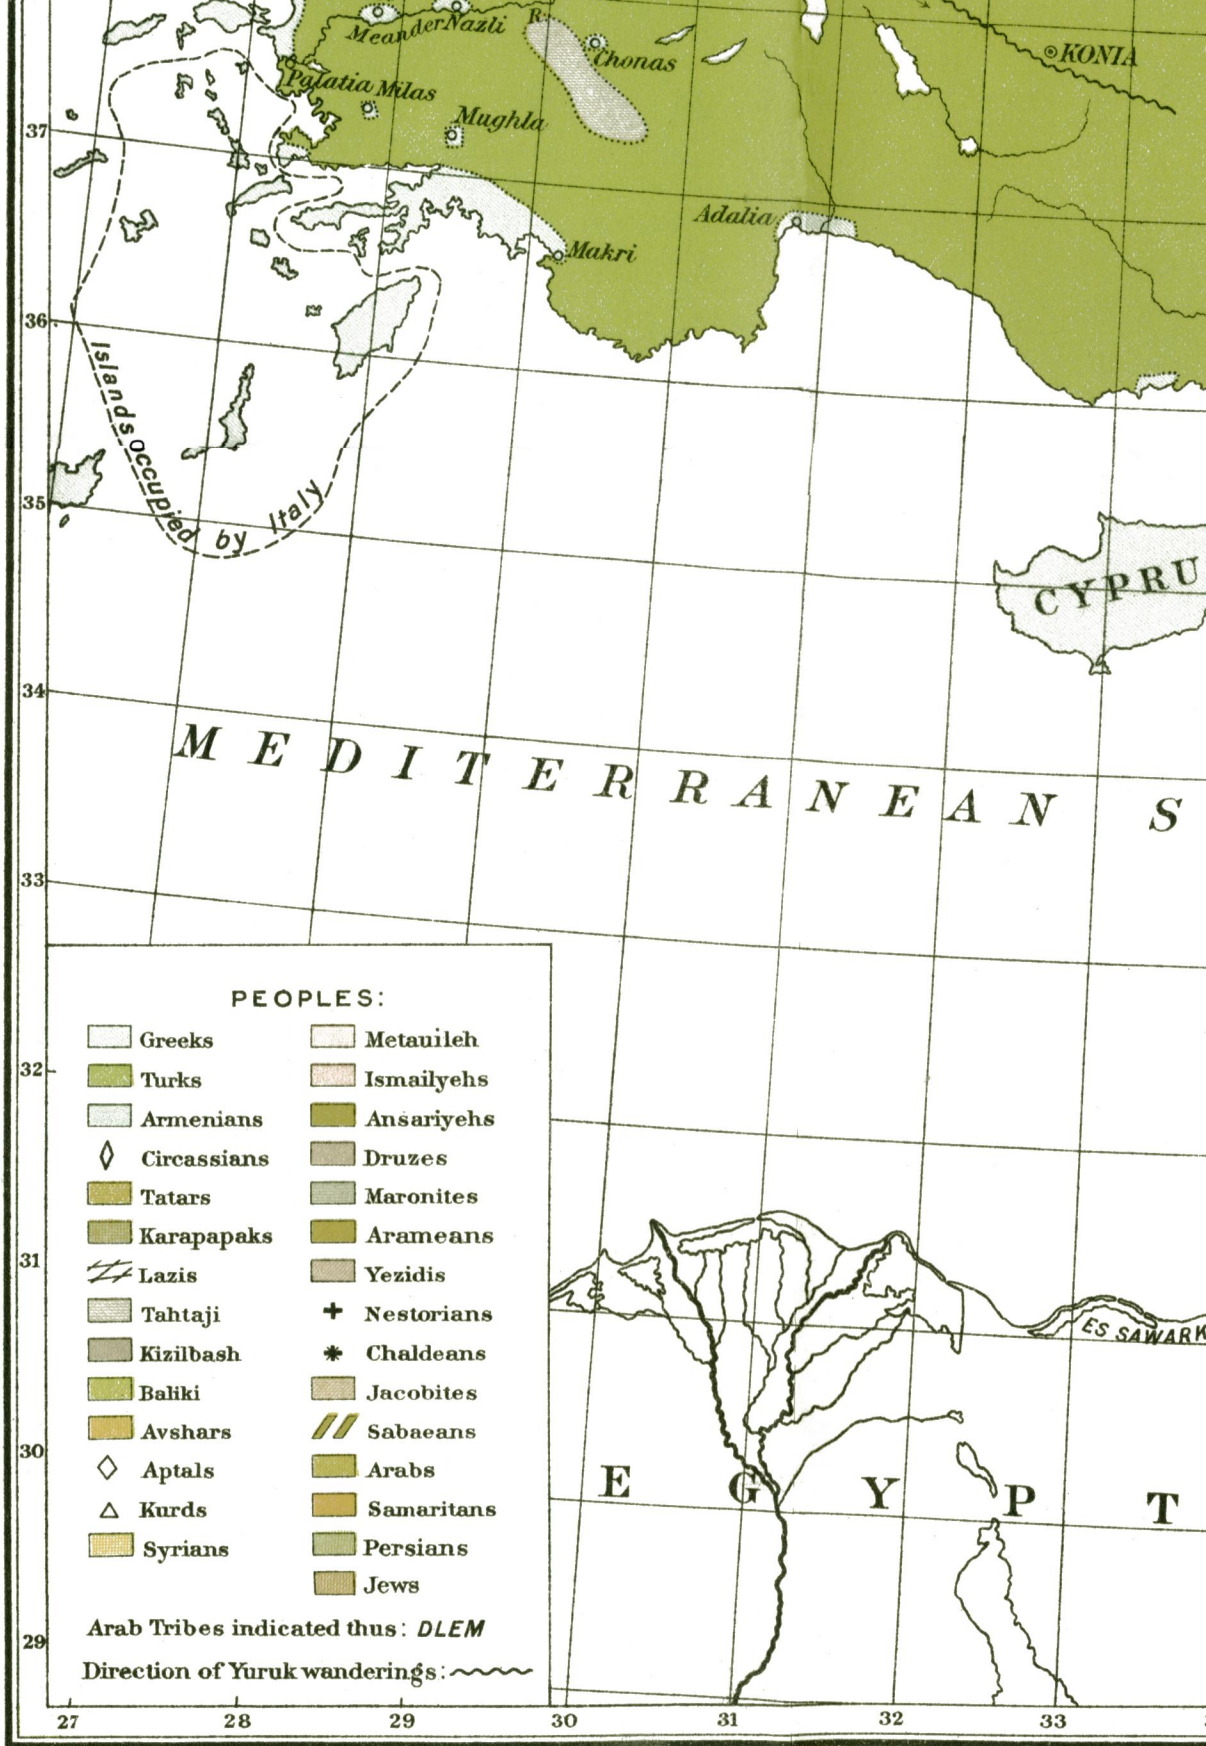 Meander Nazli R.
Chonas
KONIA
Palatia Milas
Mughla
37
Adalia
Makri
36
Islands occupied by Italy
35
CYPRU
34
MEDITERRANEAN S
33
PEOPLES:
Greeks
Turks
Armenians
Circassians
Tatars
Karapapaks
Lazis
Tahtaji
Kizilbash
Baliki
Avshars
Aptals
Kurds
Syrians
Metauileh
Ismailyehs
Ansariyehs
Druzes
Maronites
Arameans
Yezidis
Nestorians
Chaldeans
Jacobites
Sabaeans
Arabs
Samaritans
Persians
Jews
Arab Tribes indicated thus: DLEM
Direction of Yuruk wanderings:
32
31
ES SAWARK
30
EGYPT
29
27 28 29 30 31 32 33